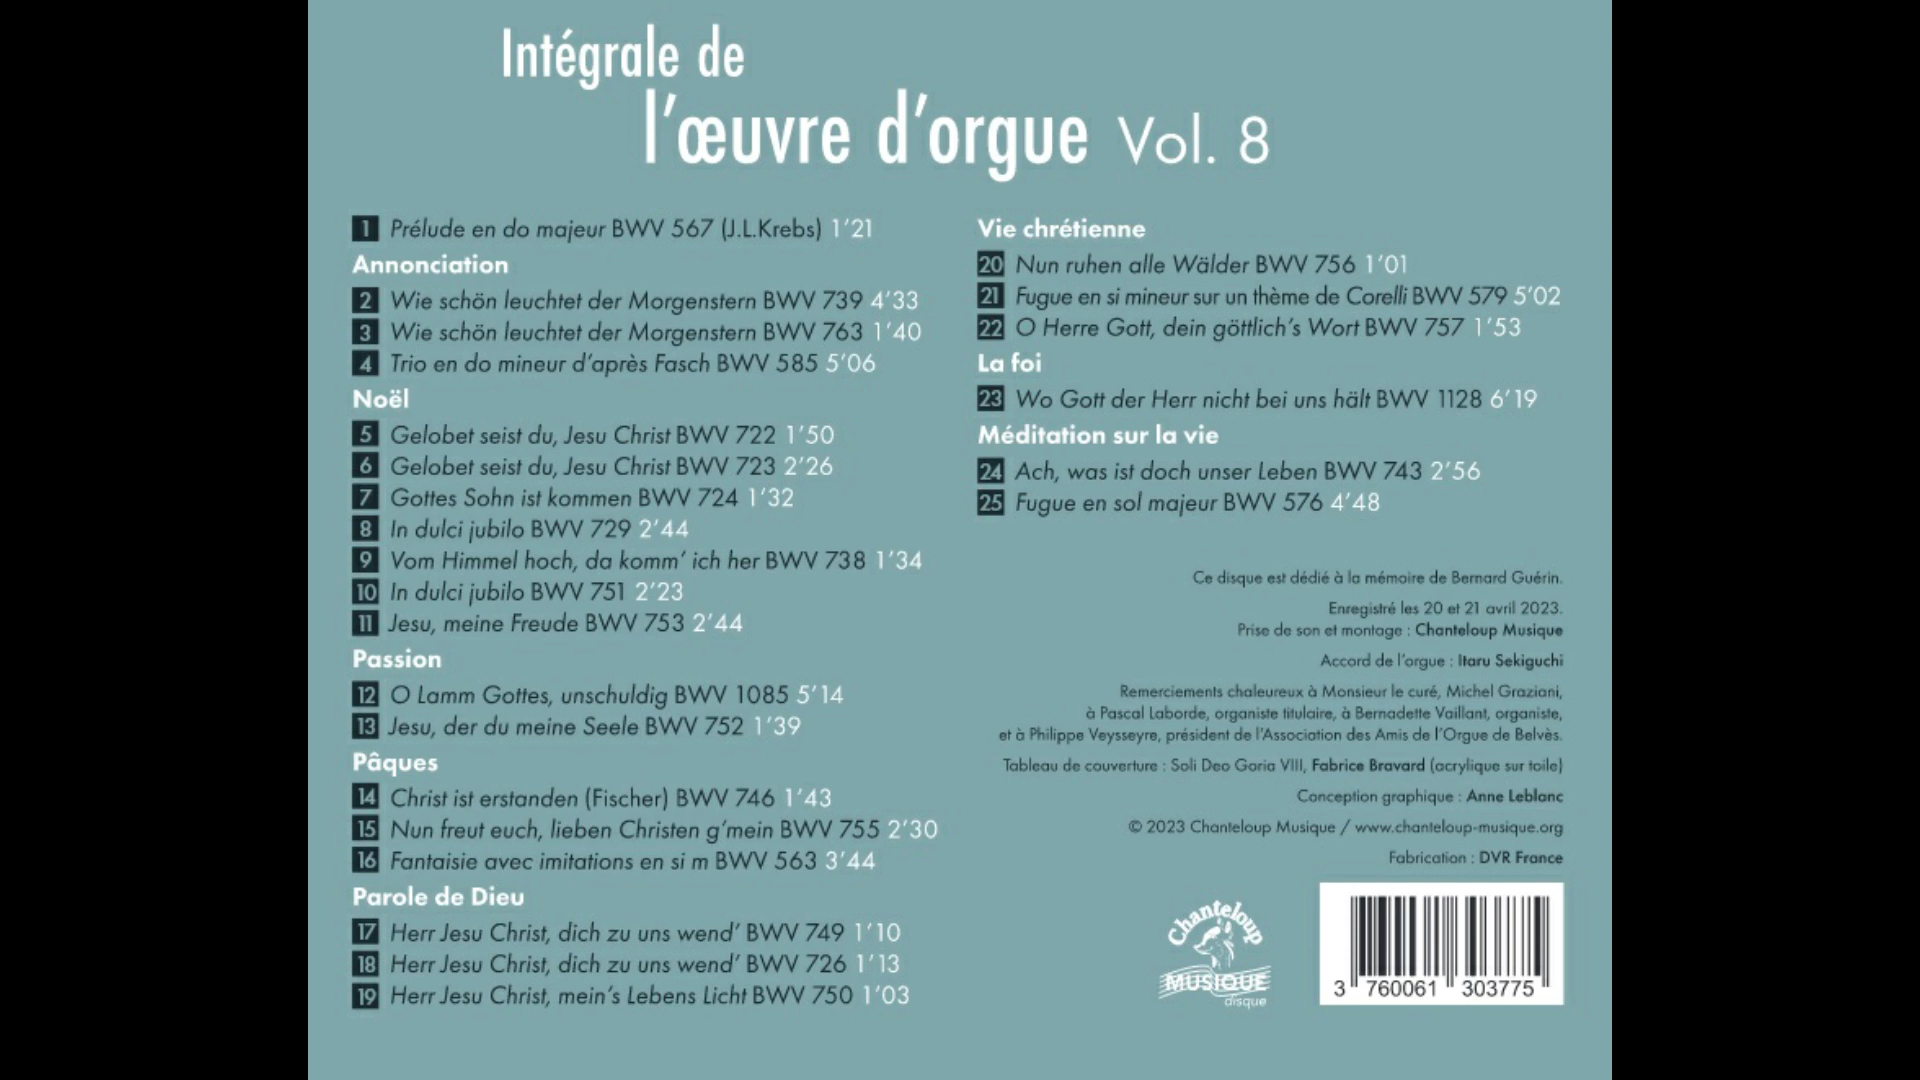 Intégrale de
l'œuvre d'orgue Vol. 8
1 Prélude en do majeur BWV 567 (J.L.Krebs) 1'21
Annonciation
2 Wie schön leuchtet der Morgenstern BWV 739 4'33
3 Wie schön leuchtet der Morgenstern BWV 763 1'40
4 Trio en do mineur d'après Fasch BWV 585 5'06
Noël
5 Gelobet seist du, Jesu Christ BWV 722 1'50
6 Gelobet seist du, Jesu Christ BWV 723 2'26
7 Gottes Sohn ist kommen BWV 724 1'32
8 In dulci jubilo BWV 729 2'44
9 Vom Himmel hoch, da komm' ich her BWV 738 1'34
10 In dulci jubilo BWV 751 2'23
11 Jesu, meine Freude BWV 753 2'44
Passion
12 O Lamm Gottes, unschuldig BWV 1085 5'14
13 Jesu, der du meine Seele BWV 752 1'39
Pâques
14 Christ ist erstanden (Fischer) BWV 746 1'43
15 Nun freut euch, lieben Christen g'mein BWV 755 2'30
16 Fantaisie avec imitations en si m BWV 563 3'44
Parole de Dieu
17 Herr Jesu Christ, dich zu uns wend' BWV 749 1'10
18 Herr Jesu Christ, dich zu uns wend' BWV 726 1'13
19 Herr Jesu Christ, mein's Lebens Licht BWV 750 1'03
Vie chrétienne
20 Nun ruhen alle Wälder BWV 756 1'01
21 Fugue en si mineur sur un thème de Corelli BWV 579 5'02
22 O Herre Gott, dein göttlich's Wort BWV 757 1'53
La foi
23 Wo Gott der Herr nicht bei uns hält BWV 1128 6'19
Méditation sur la vie
24 Ach, was ist doch unser Leben BWV 743 2'56
25 Fugue en sol majeur BWV 576 4'48
Ce disque est dédié à la mémoire de Bernard Guérin.
Enregistré les 20 et 21 avril 2023.
Prise de son et montage : Chanteloup Musique
Accord de l'orgue : Itaru Sekiguchi
Remerciements chaleureux à Monsieur le curé, Michel Graziani,
à Pascal Laborde, organiste titulaire, à Bernadette Vaillant, organiste,
et à Philippe Veysseyre, président de l'Association des Amis de l'Orgue de Belvès.
Tableau de couverture : Soli Deo Goria VIII, Fabrice Bravard (acrylique sur toile)
Conception graphique : Anne Leblanc
© 2023 Chanteloup Musique / www.chanteloup-musique.org
Fabrication : DVR France
Chanteloup
MUSIQUE
disque
3 760061 303775